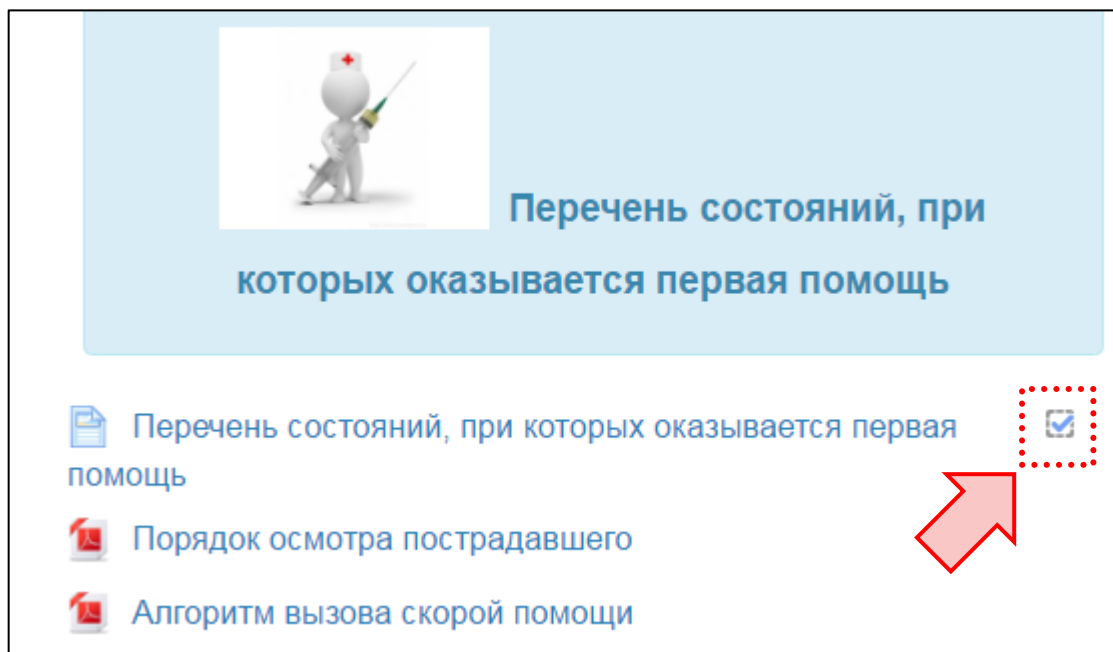 Перечень состояний, при
которых оказывается первая помощь
Перечень состояний, при которых оказывается первая
помощь
Порядок осмотра пострадавшего
Алгоритм вызова скорой помощи